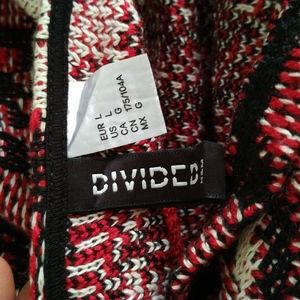 EUR L
US L
CA G
CN 175/104A
MX G
DIVIDED
H&M